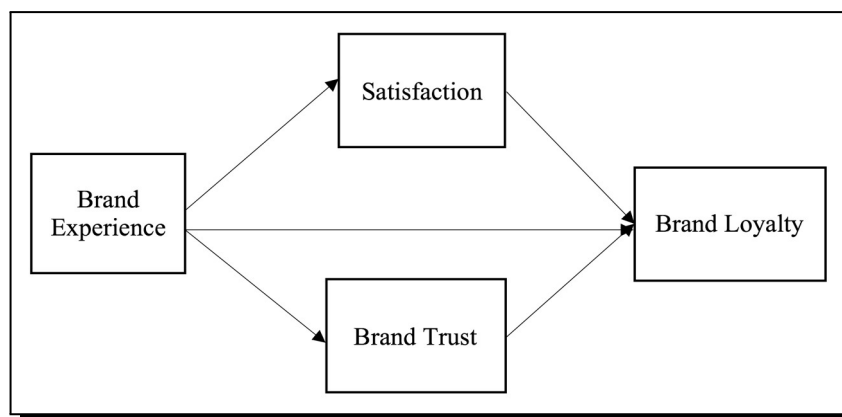 Satisfaction
Brand
Experience
Brand Loyalty
Brand Trust